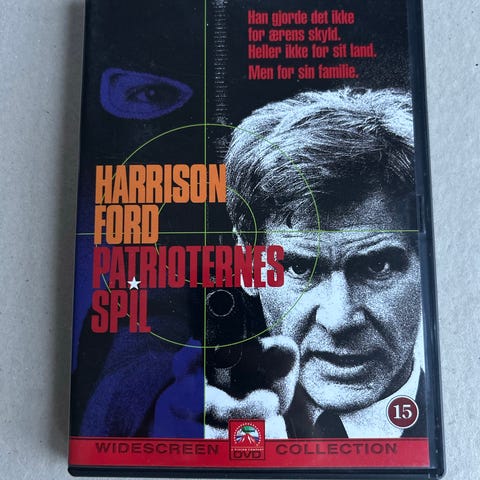 Han gjorde det ikke
for ærens skyld.
Heller ikke for sit land.
Men for sin familie.
HARRISON
FORD
PATRIOTERNES
SPIL
15
WIDESCREEN DVD COLLECTION